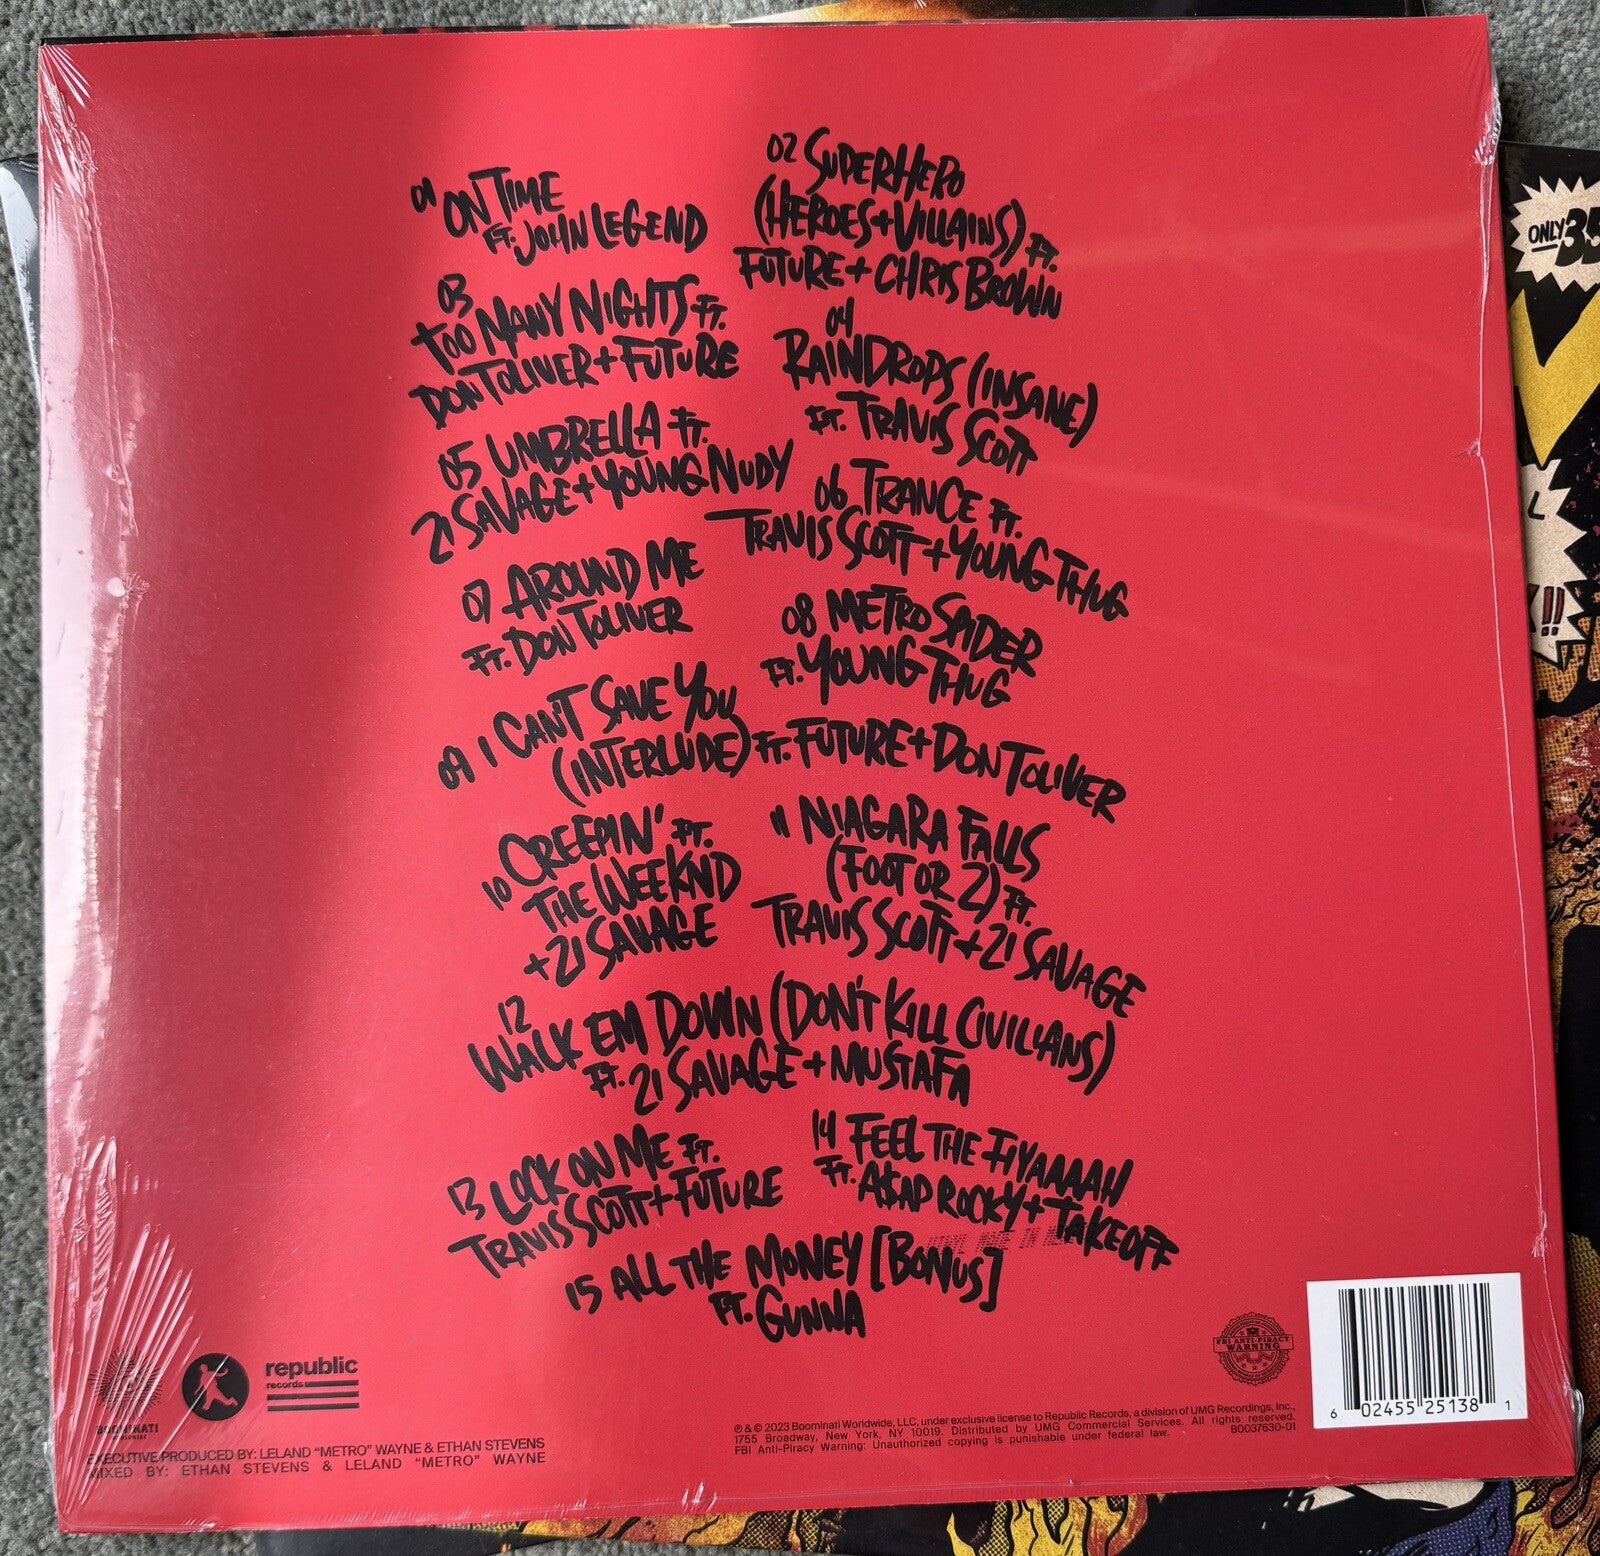 01 ON TIME
FT. JOHN LEGEND
02 SUPERHERO
(HEROES + VILLAINS) FT.
FUTURE + CHRIS BROWN
03
TOO MANY NIGHTS FT.
DON TOLIVER + FUTURE
04
RAINDROPS (INSANE)
FT. TRAVIS SCOTT
05 UMBRELLA FT.
21 SAVAGE + YOUNG NUDY
06 TRANCE FT.
TRAVIS SCOTT + YOUNG THUG
07 AROUND ME
FT. DON TOLIVER
08 METRO SPIDER
FT. YOUNG THUG
09 I CAN'T SAVE YOU
(INTERLUDE) FT. FUTURE + DON TOLIVER
10 CREEPIN' FT.
THE WEEKND
+ 21 SAVAGE
11 NIAGARA FALLS
(FOOT OR 2) FT.
TRAVIS SCOTT + 21 SAVAGE
12
WALK EM DOWN (DON'T KILL CIVILIANS)
FT. 21 SAVAGE + MUSTAFA
13 LOCK ON ME FT.
TRAVIS SCOTT + FUTURE
14 FEEL THE FIYAAAAH
FT. A$AP ROCKY + TAKEOFF
15 ALL THE MONEY [BONUS]
FT. GUNNA
BOOMINATI
WORLDWIDE
republic
records
EXECUTIVE PRODUCED BY: LELAND "METRO" WAYNE & ETHAN STEVENS
MIXED BY: ETHAN STEVENS & LELAND "METRO" WAYNE
℗ & © 2023 Boominati Worldwide, LLC, under exclusive license to Republic Records, a division of UMG Recordings, Inc.,
1755 Broadway, New York, NY 10019. Distributed by UMG Commercial Services. All rights reserved.
FBI Anti-Piracy Warning: Unauthorized copying is punishable under federal law.
B0037630-01
FBI ANTI-PIRACY
WARNING
6 02455 25138 1
ONLY 35
L
!!